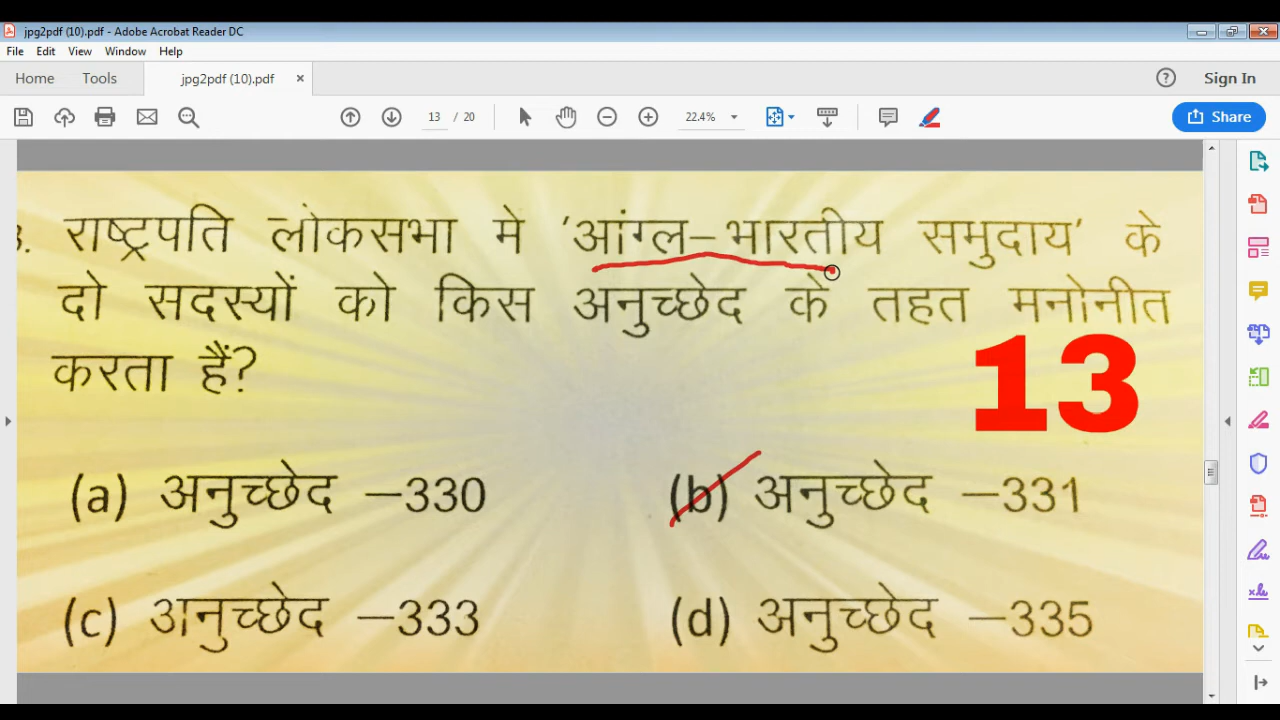 jpg2pdf (10).pdf - Adobe Acrobat Reader DC
File Edit View Window Help
Home Tools jpg2pdf (10).pdf × Sign In
13 / 20 22.4% Share
3. राष्ट्रपति लोकसभा मे 'आंग्ल–भारतीय समुदाय' के
दो सदस्यों को किस अनुच्छेद के तहत मनोनीत
करता हैं?
13
(a) अनुच्छेद –330 (b) अनुच्छेद –331
(c) अनुच्छेद –333 (d) अनुच्छेद –335